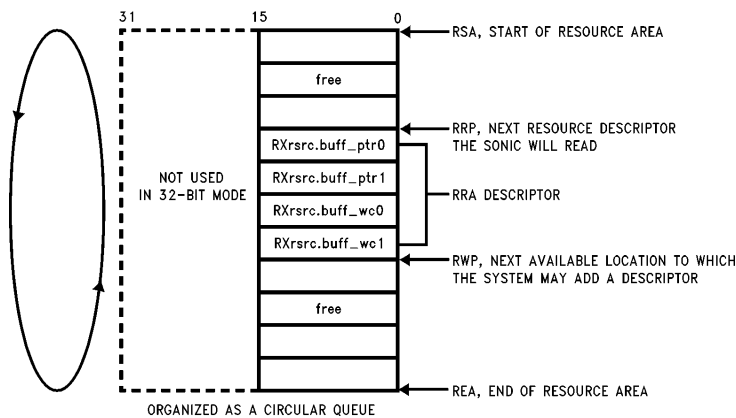 31 15 0
RSA, START OF RESOURCE AREA
free
RRP, NEXT RESOURCE DESCRIPTOR
THE SONIC WILL READ
RXrsrc.buff_ptr0
RXrsrc.buff_ptr1
NOT USED
IN 32-BIT MODE
RRA DESCRIPTOR
RXrsrc.buff_wc0
RXrsrc.buff_wc1
RWP, NEXT AVAILABLE LOCATION TO WHICH
THE SYSTEM MAY ADD A DESCRIPTOR
free
REA, END OF RESOURCE AREA
ORGANIZED AS A CIRCULAR QUEUE